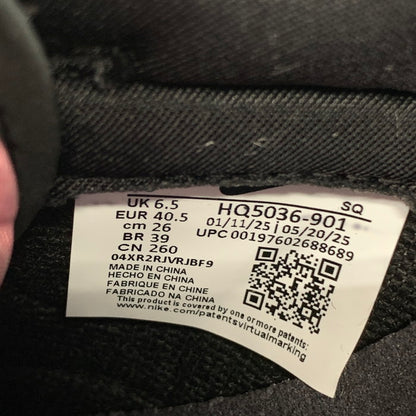 UK 6.5
EUR 40.5
cm 26
BR 39
CN 260
04XR2RJVRJBF9
MADE IN CHINA
HECHO EN CHINA
FABRIQUE EN CHINE
FABRICADO NA CHINA
This product is covered by one or more patents:
www.nike.com/patentsvirtualmarking
SQ
HQ5036-901
01/11/25 | 05/20/25
UPC 00197602688689